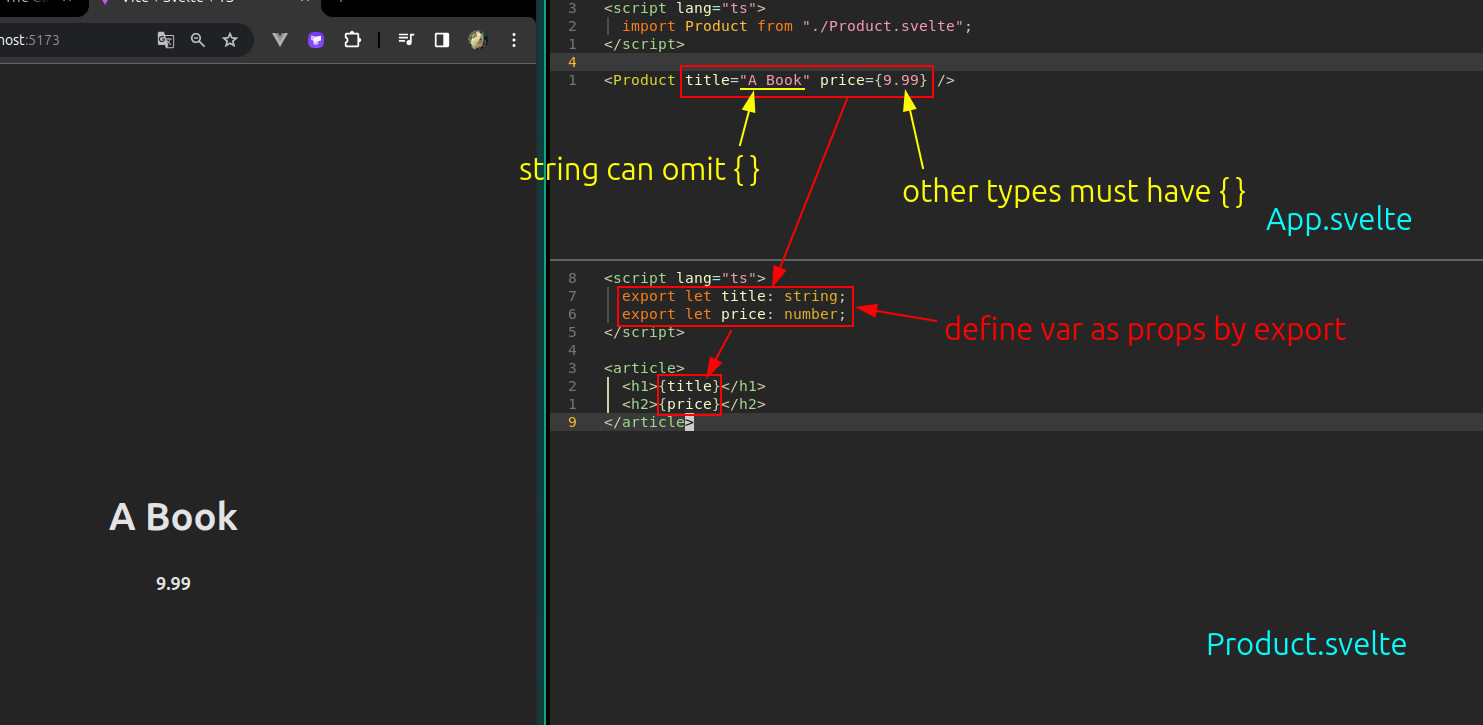 Vite + Svelte + TS
host:5173
A Book
9.99
3 <script lang="ts">
2 import Product from "./Product.svelte";
1 </script>
4
1 <Product title="A Book" price={9.99} />
string can omit { }
other types must have { }
App.svelte
8 <script lang="ts">
7 export let title: string;
6 export let price: number;
5 </script>
4
3 <article>
2 <h1>{title}</h1>
1 <h2>{price}</h2>
9 </article>
define var as props by export
Product.svelte